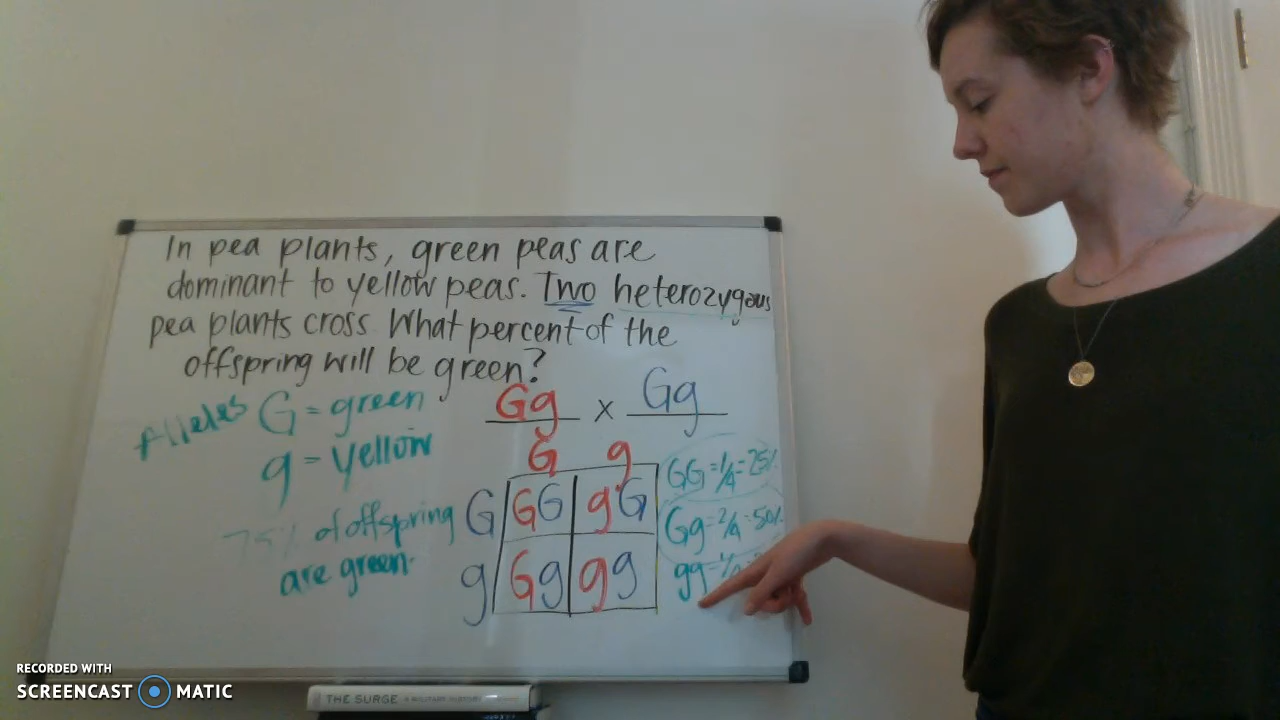 In pea plants, green peas are
dominant to yellow peas. Two heterozygous
pea plants cross. What percent of the
offspring will be green?
Alleles G = green
g = yellow
Gg x Gg
G g
G GG gG
g Gg gg
GG = 1/4 = 25%
Gg = 2/4 = 50%
gg =
75% of offspring
are green.
RECORDED WITH
SCREENCAST MATIC
THE SURGE